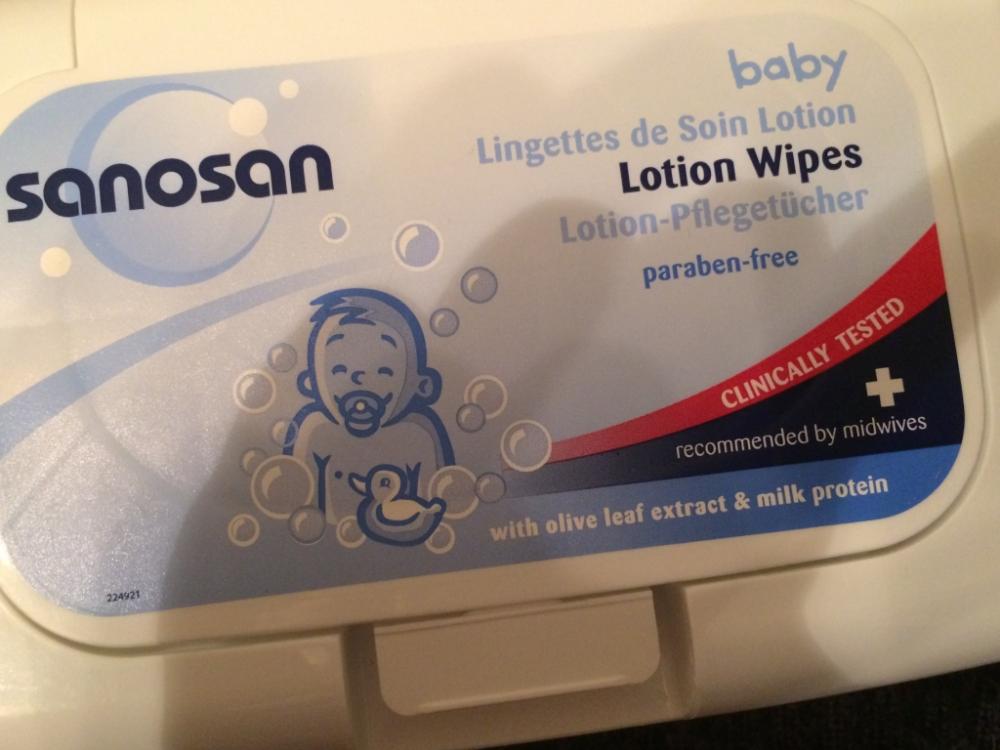 sanosan
baby
Lingettes de Soin Lotion
Lotion Wipes
Lotion-Pflegetücher
paraben-free
CLINICALLY TESTED
recommended by midwives
with olive leaf extract & milk protein
224921